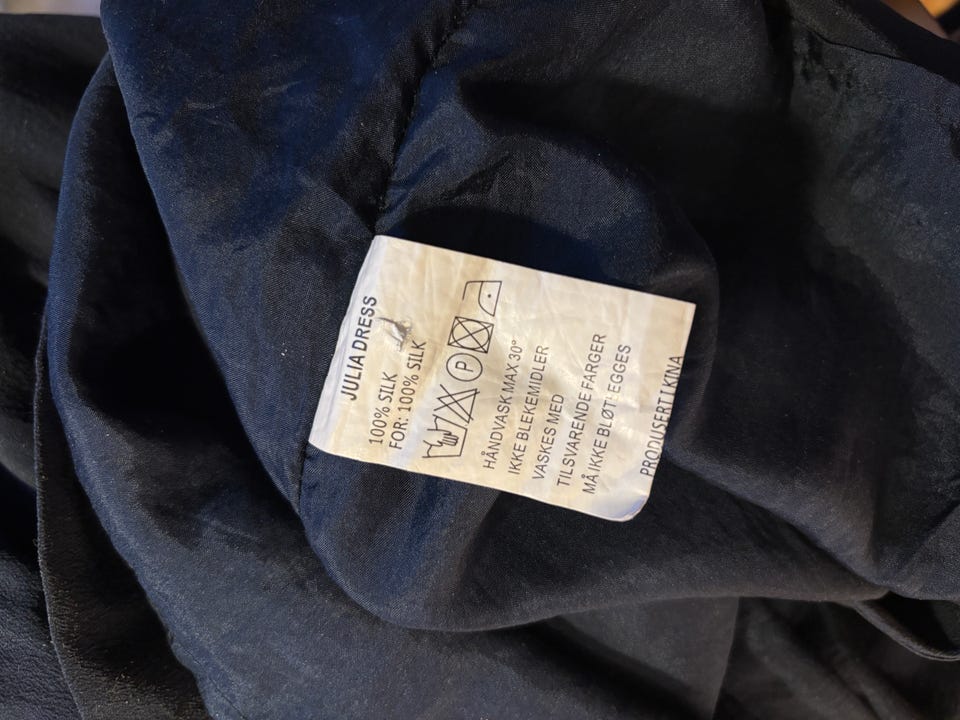 JULIA DRESS
100% SILK
FOR: 100% SILK
P
HÅNDVASK MAX 30°
IKKE BLEKEMIDLER
VASKES MED
TILSVARENDE FARGER
MÅ IKKE BLØTLEGGES
PRODUSERT I KINA